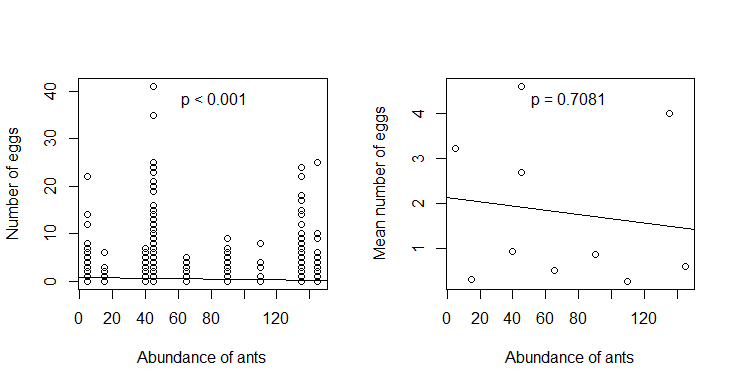 p < 0.001
Number of eggs
0 10 20 30 40
0 20 40 60 80 120
Abundance of ants
p = 0.7081
Mean number of eggs
1 2 3 4
0 20 40 60 80 120
Abundance of ants